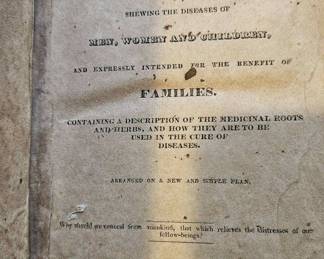 SHEWING THE DISEASES OF
MEN, WOMEN AND CHILDREN,
AND EXPRESSLY INTENDED FOR THE BENEFIT OF
FAMILIES.
CONTAINING A DESCRIPTION OF THE MEDICINAL ROOTS
AND HERBS, AND HOW THEY ARE TO BE
USED IN THE CURE OF
DISEASES.
ARRANGED ON A NEW AND SIMPLE PLAN.
Why should we conceal from mankind, that which relieves the distresses of our
fellow-beings?